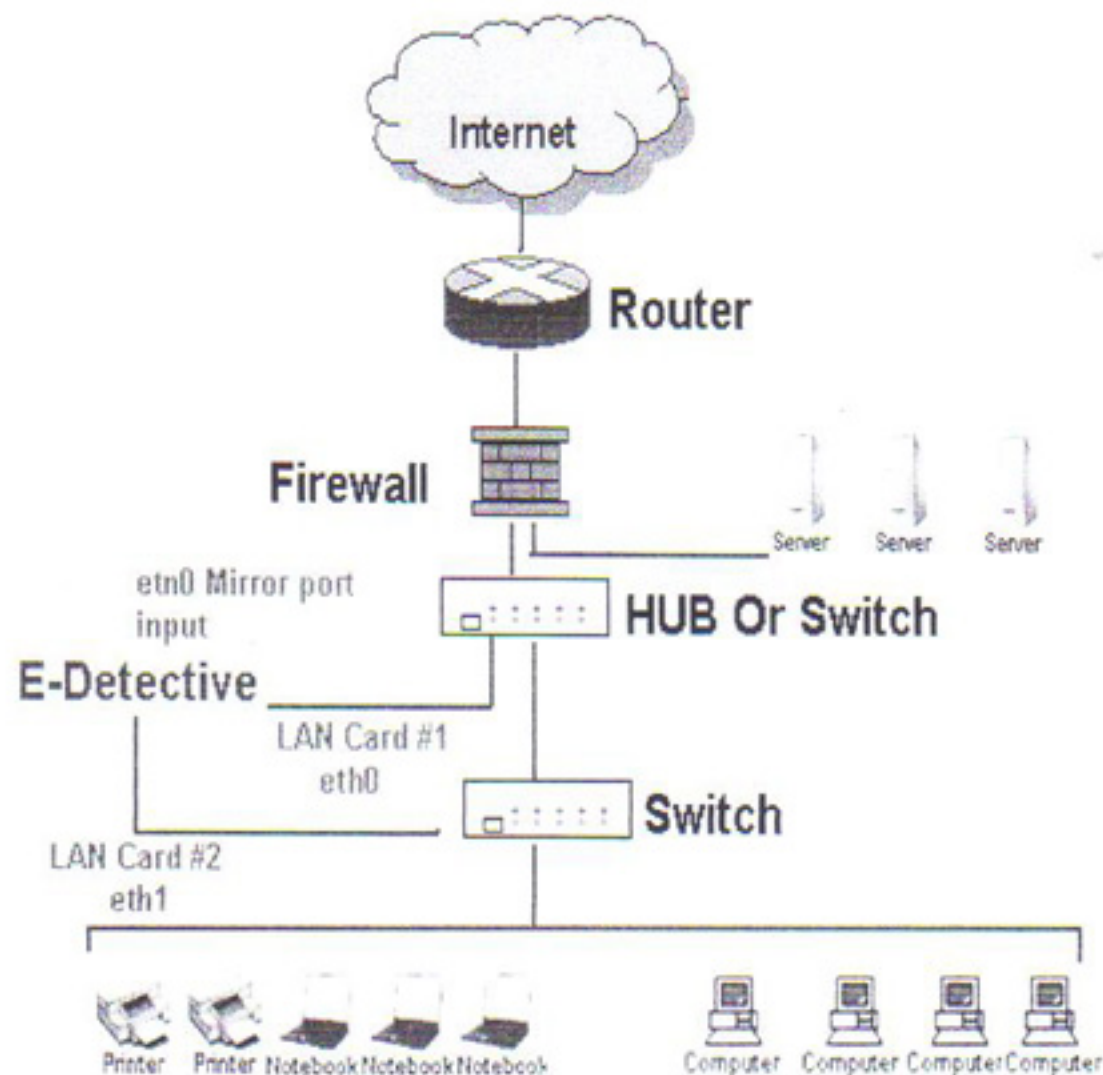 Internet
Router
Firewall
Server Server Server
etn0 Mirror port
input
HUB Or Switch
E-Detective
LAN Card #1
eth0
Switch
LAN Card #2
eth1
Printer Printer Notebook Notebook Notebook Computer Computer Computer Computer